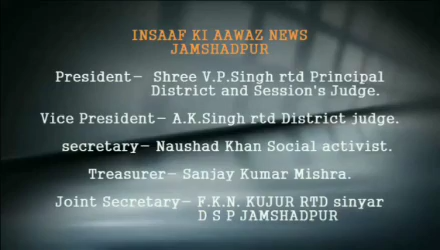 INSAAF KI AAWAZ NEWS
JAMSHADPUR
President- Shree V.P.Singh rtd Principal
District and Session's Judge.
Vice President- A.K.Singh rtd District judge.
secretary- Naushad Khan Social activist.
Treasurer- Sanjay Kumar Mishra.
Joint Secretary- F.K.N. KUJUR RTD sinyar
D S P JAMSHADPUR